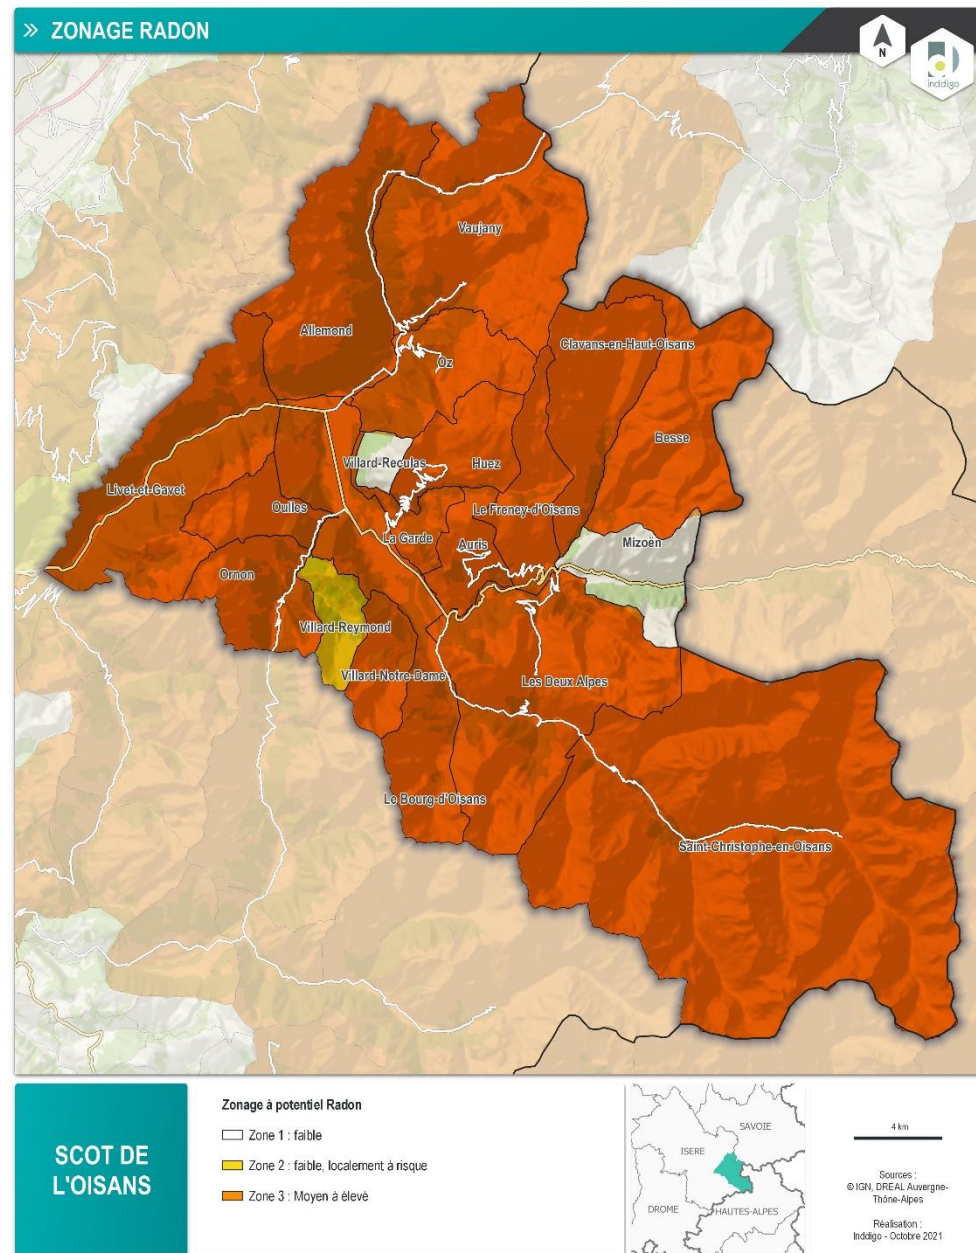 » ZONAGE RADON
N
inddigo
Vaujany
Allemond
Oz
Clavans-en-Haut-Oisans
Besse
Villard-Reculas
Huez
Livet-et-Gavet
Oulles
Le Freney-d'Oisans
La Garde
Auris
Mizoën
Ornon
Villard-Reymond
Villard-Notre-Dame
Les Deux Alpes
Le Bourg-d'Oisans
Saint-Christophe-en-Oisans
SCOT DE
L'OISANS
Zonage à potentiel Radon
Zone 1 : faible
Zone 2 : faible, localement à risque
Zone 3 : Moyen à élevé
SAVOIE
ISERE
DROME
HAUTES-ALPES
4 km
Sources :
© IGN, DREAL Auvergne-
Thône-Alpes
Réalisation :
Inddigo - Octobre 2021